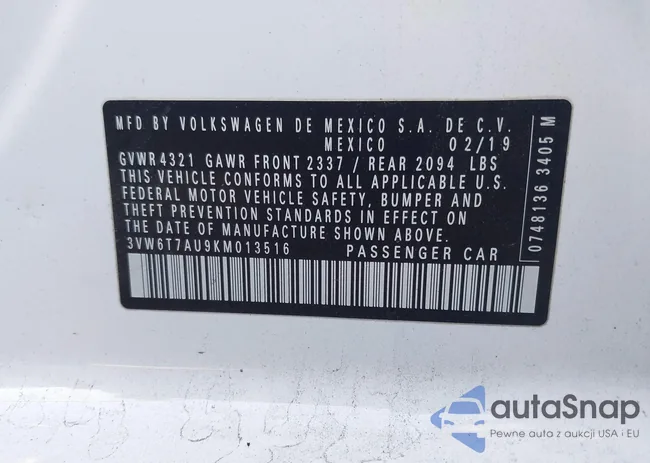 MFD BY VOLKSWAGEN DE MEXICO S.A. DE C.V.
MEXICO 02/19
GVWR 4321 GAWR FRONT 2337 / REAR 2094 LBS
THIS VEHICLE CONFORMS TO ALL APPLICABLE U.S.
FEDERAL MOTOR VEHICLE SAFETY, BUMPER AND
THEFT PREVENTION STANDARDS IN EFFECT ON
THE DATE OF MANUFACTURE SHOWN ABOVE.
3VW6T7AU9KM013516 PASSENGER CAR
0748136 3405 M
autaSnap
Pewne auta z aukcji USA i EU